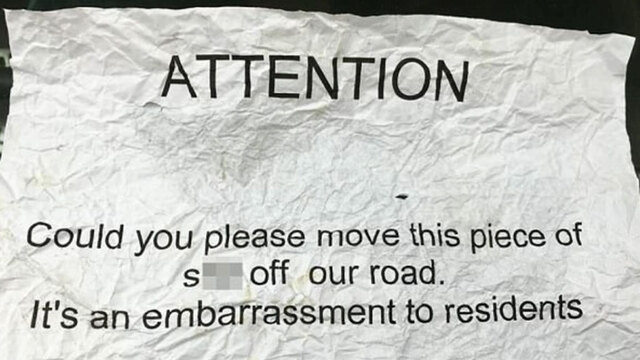 ATTENTION
Could you please move this piece of
s off our road.
It's an embarrassment to residents